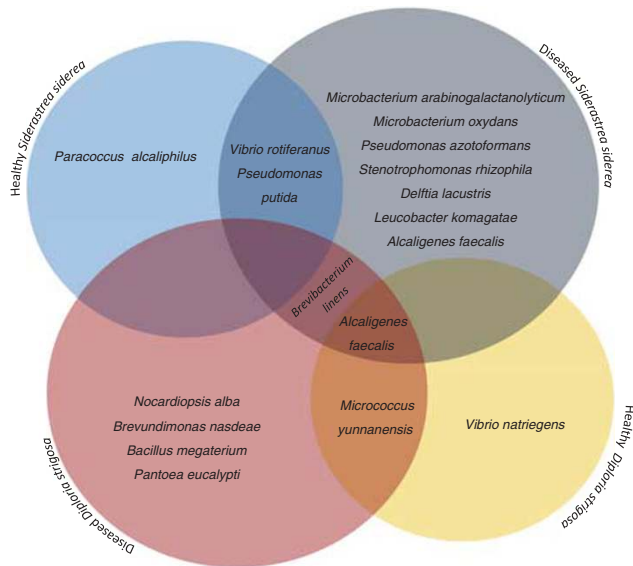 Healthy Siderastrea siderea
Diseased Siderastrea siderea
Paracoccus alcaliphilus
Vibrio rotiferanus
Pseudomonas
putida
Microbacterium arabinogalactanolyticum
Microbacterium oxydans
Pseudomonas azotoformans
Stenotrophomonas rhizophila
Delftia lacustris
Leucobacter komagatae
Alcaligenes faecalis
Brevibacterium
linens
Alcaligenes
faecalis
Nocardiopsis alba
Brevundimonas nasdeae
Bacillus megaterium
Pantoea eucalypti
Micrococcus
yunnanensis
Vibrio natriegens
Diseased Diploria strigosa
Healthy Diploria strigosa